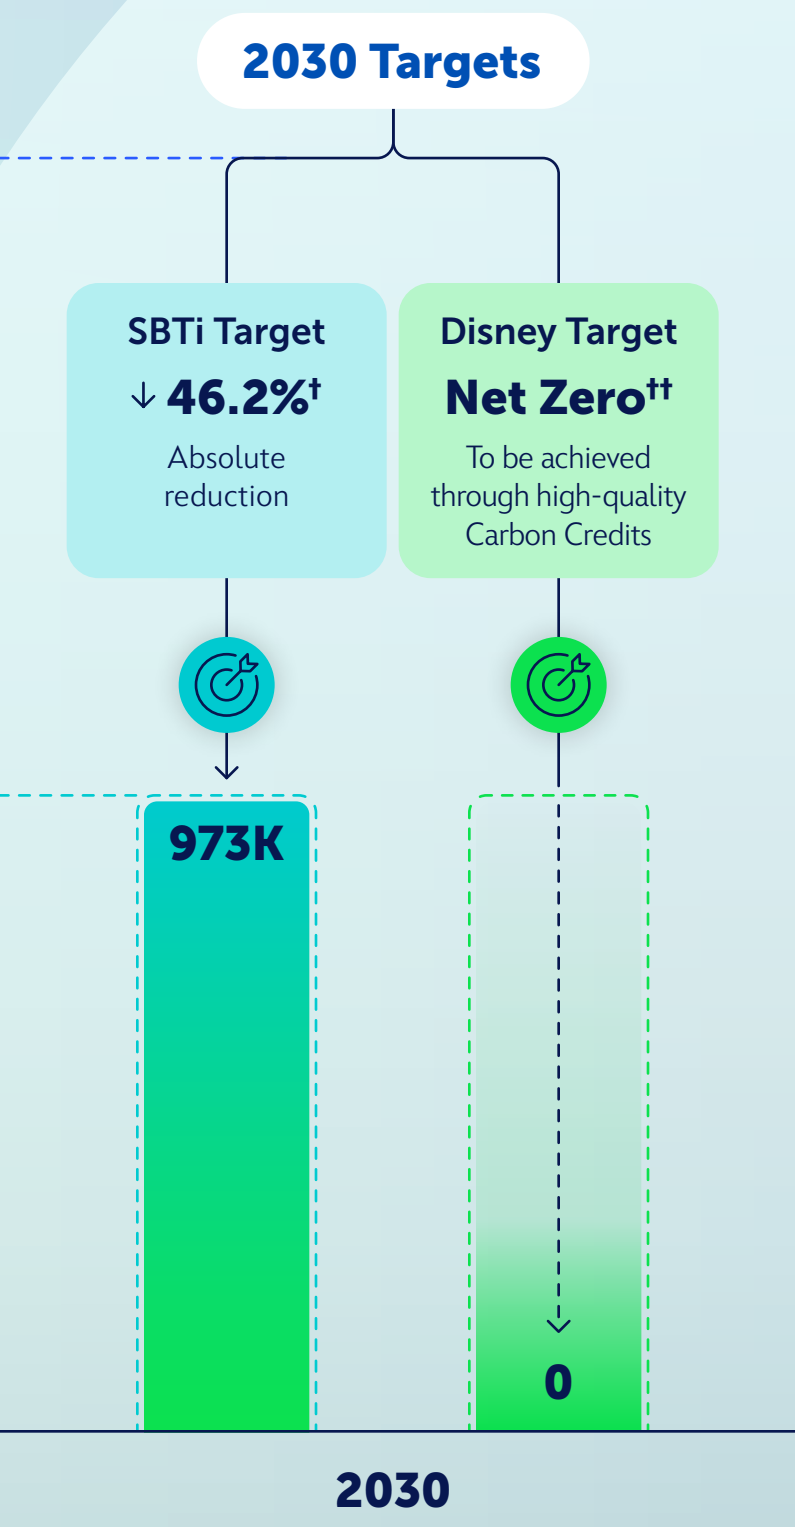 2030 Targets
SBTi Target
↓ 46.2%†
Absolute
reduction
Disney Target
Net Zero††
To be achieved
through high-quality
Carbon Credits
973K
0
2030